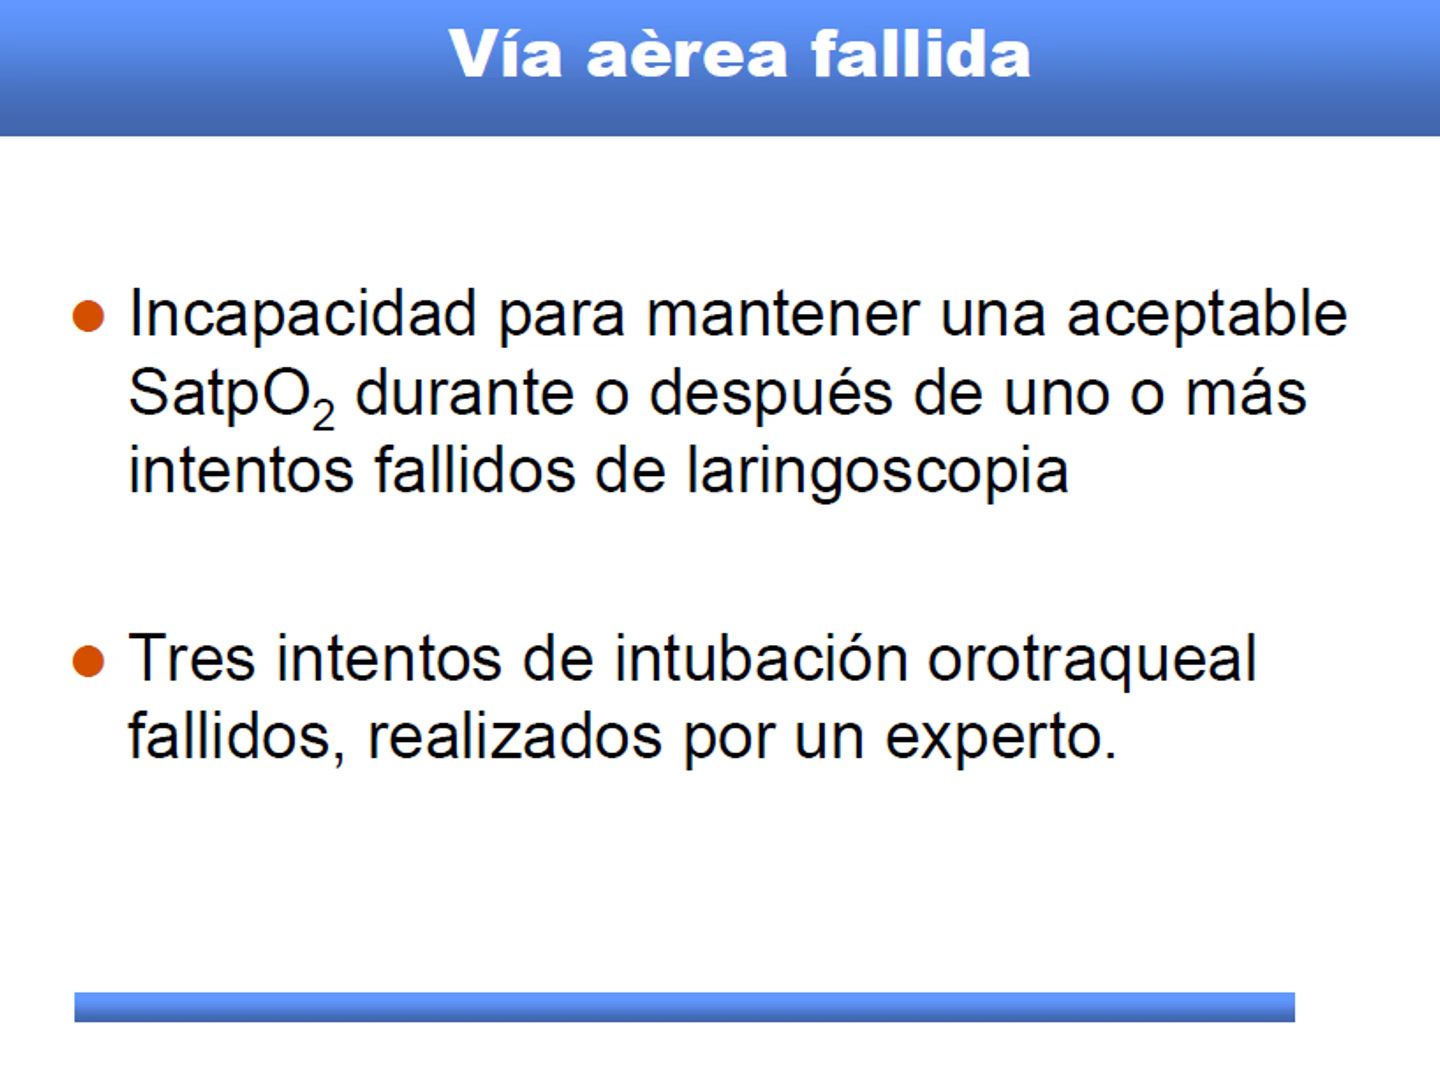 Vía aèrea fallida
Incapacidad para mantener una aceptable
SatpO₂ durante o después de uno o más
intentos fallidos de laringoscopia
Tres intentos de intubación orotraqueal
fallidos, realizados por un experto.